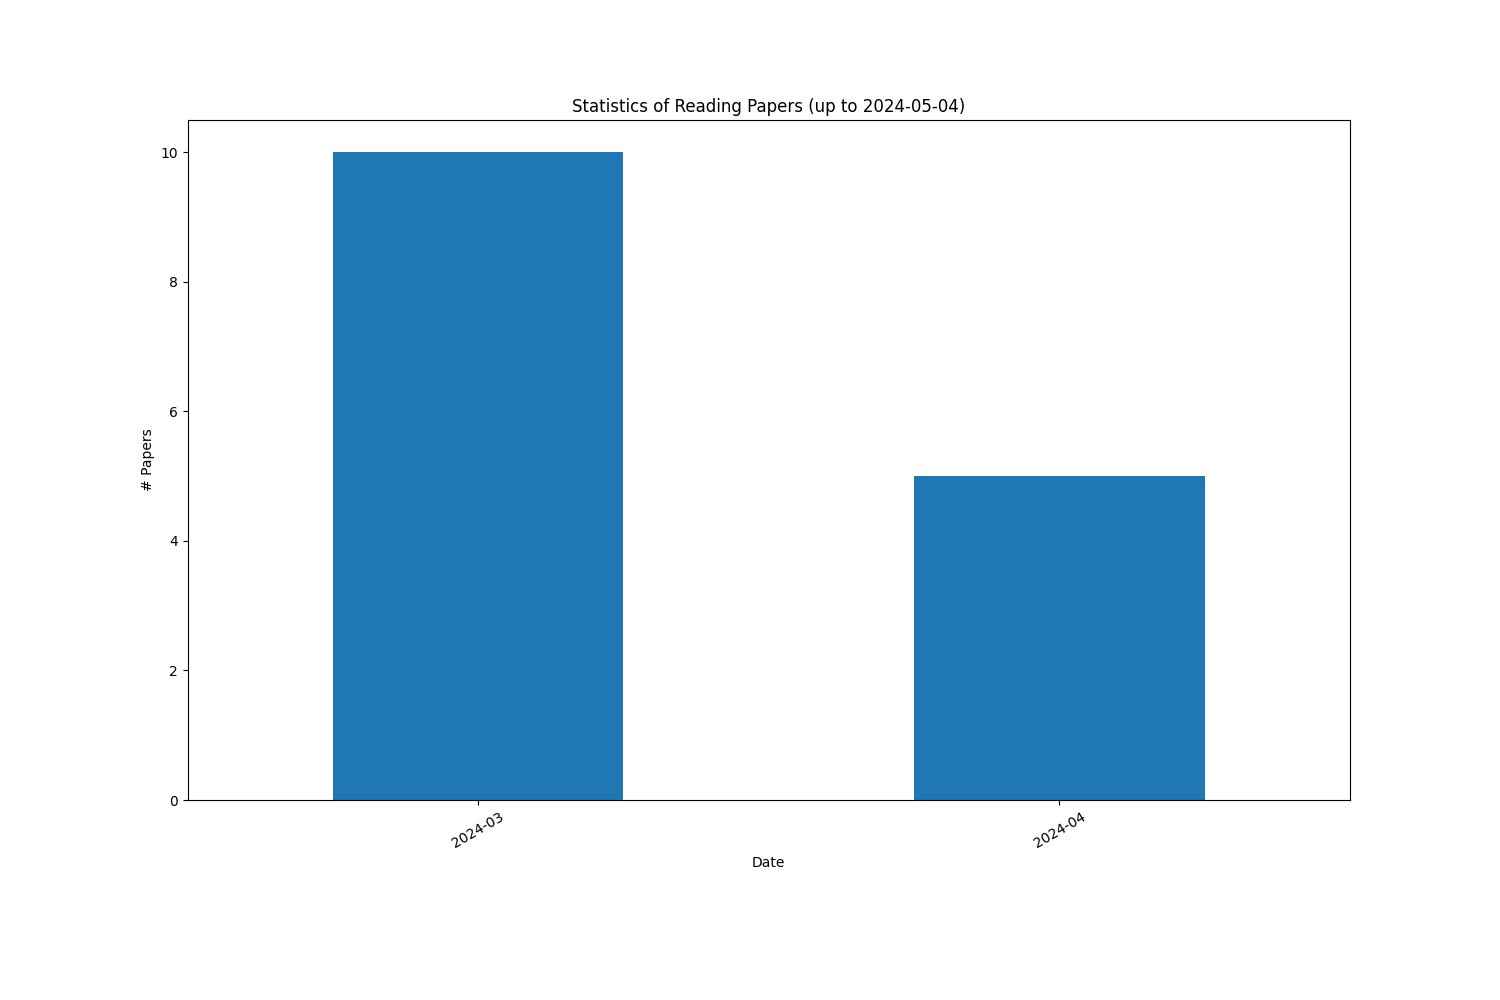 Statistics of Reading Papers (up to 2024-05-04)
10
8
6
4
2
0
# Papers
2024-03
2024-04
Date